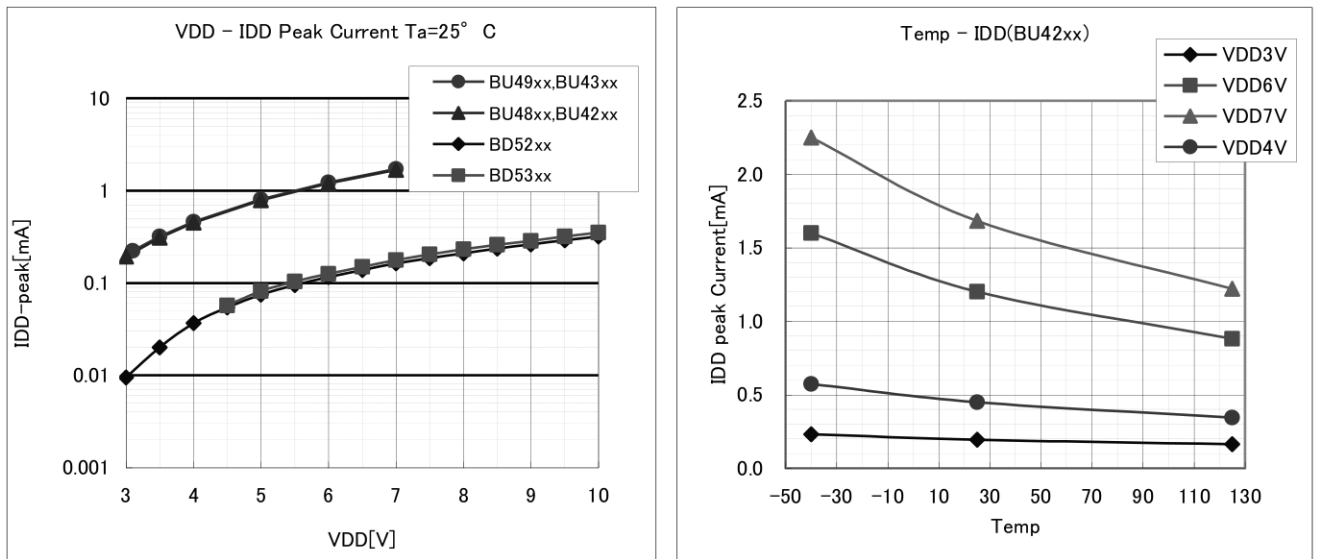 VDD - IDD Peak Current Ta=25° C
BU49xx,BU43xx
BU48xx,BU42xx
BD52xx
BD53xx
10
1
0.1
0.01
0.001
IDD-peak[mA]
3 4 5 6 7 8 9 10
VDD[V]
Temp - IDD(BU42xx)
VDD3V
VDD6V
VDD7V
VDD4V
2.5
2.0
1.5
1.0
0.5
0.0
IDD peak Current[mA]
-50 -30 -10 10 30 50 70 90 110 130
Temp